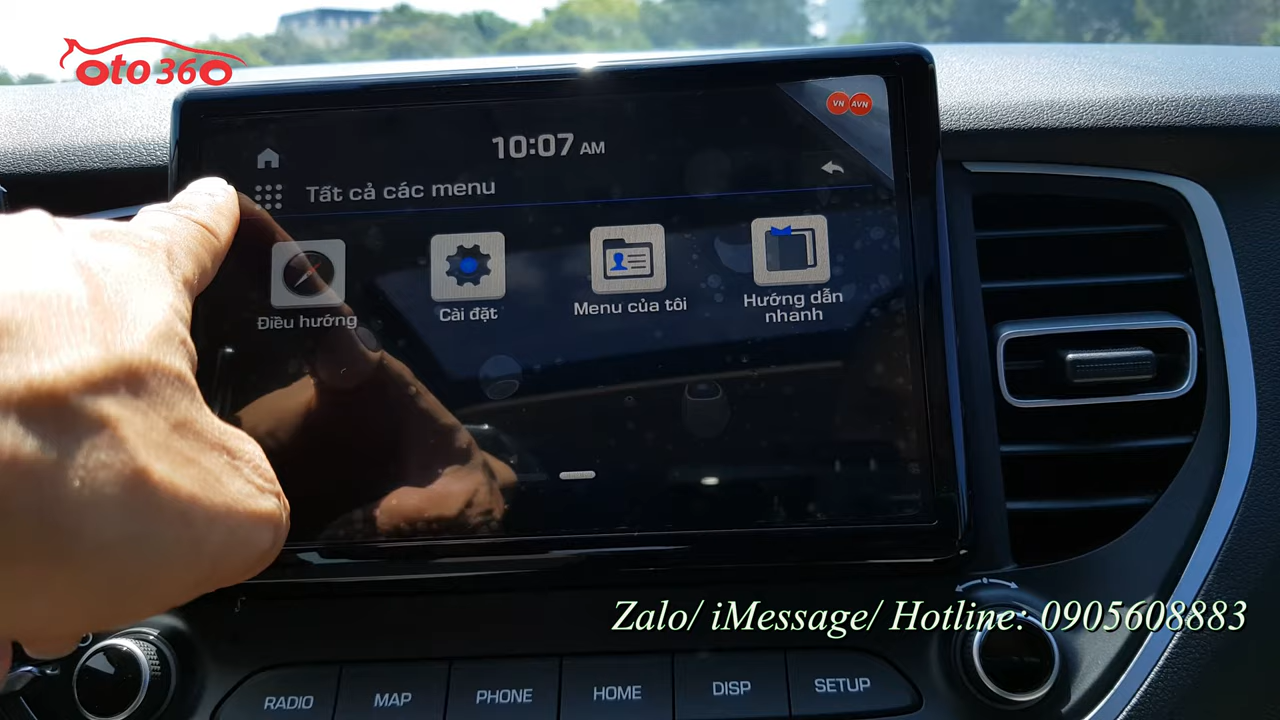 oto360
VN AVN
10:07 AM
Tất cả các menu
Điều hướng
Cài đặt
Menu của tôi
Hướng dẫn
nhanh
Zalo/ iMessage/ Hotline: 0905608883
RADIO
MAP
PHONE
HOME
DISP
SETUP